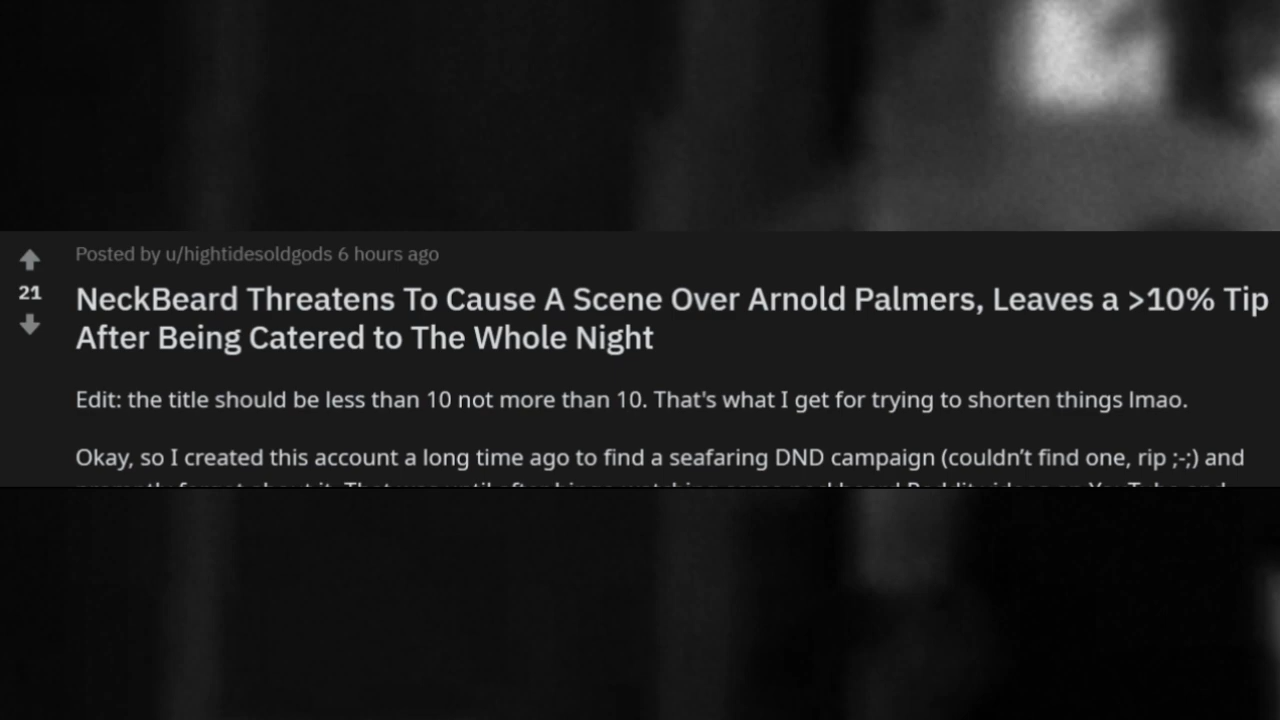 Posted by u/hightidesoldgods 6 hours ago
21
NeckBeard Threatens To Cause A Scene Over Arnold Palmers, Leaves a >10% Tip
After Being Catered to The Whole Night
Edit: the title should be less than 10 not more than 10. That's what I get for trying to shorten things lmao.
Okay, so I created this account a long time ago to find a seafaring DND campaign (couldn't find one, rip ;-;) and